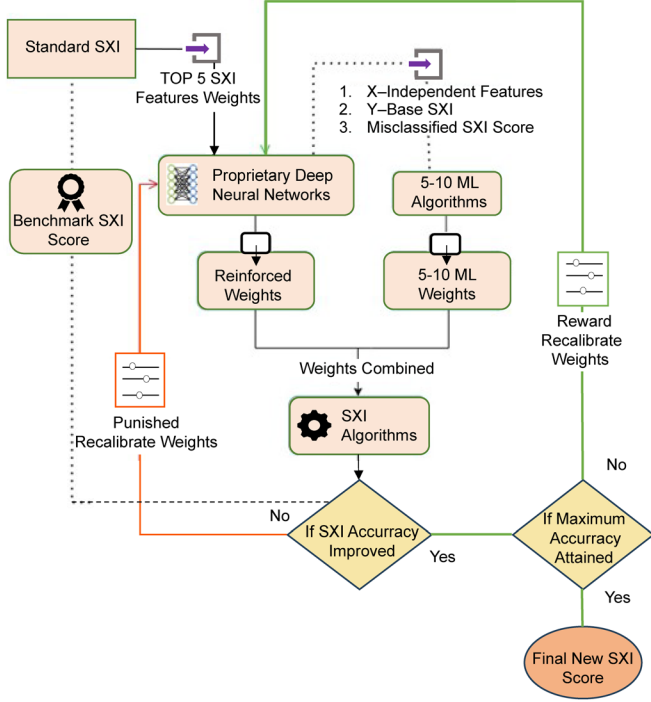 Standard SXI
TOP 5 SXI
Features Weights
1. X–Independent Features
2. Y–Base SXI
3. Misclassified SXI Score
Proprietary Deep
Neural Networks
5-10 ML
Algorithms
Benchmark SXI
Score
Reinforced
Weights
5-10 ML
Weights
Reward
Recalibrate
Weights
Weights Combined
Punished
Recalibrate Weights
SXI
Algorithms
No
If SXI Accurracy
Improved
Yes
No
If Maximum
Accurracy
Attained
Yes
Final New SXI
Score